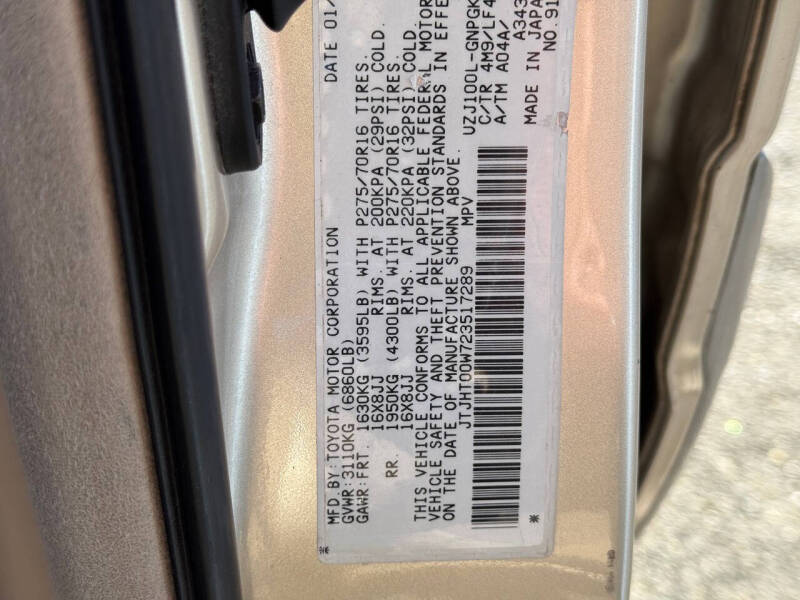 MFD.BY:TOYOTA MOTOR CORPORATION DATE 01/
GVWR:3110KG (6860LB)
GAWR:FRT. 1630KG (3595LB) WITH P275/70R16 TIRES.
16X8JJ RIMS. AT 200KPA (29PSI) COLD.
RR. 1950KG (4300LB) WITH P275/70R16 TIRES.
16X8JJ RIMS. AT 220KPA (32PSI) COLD.
THIS VEHICLE CONFORMS TO ALL APPLICABLE FEDERAL MOTOR
VEHICLE SAFETY AND THEFT PREVENTION STANDARDS IN EFFE
ON THE DATE OF MANUFACTURE SHOWN ABOVE.
JTJHT00W723517289 MPV
UZJ100L-GNPGK
C/TR 4M9/LF4
A/TM A04A/
A343
MADE IN JAPA
NO.91